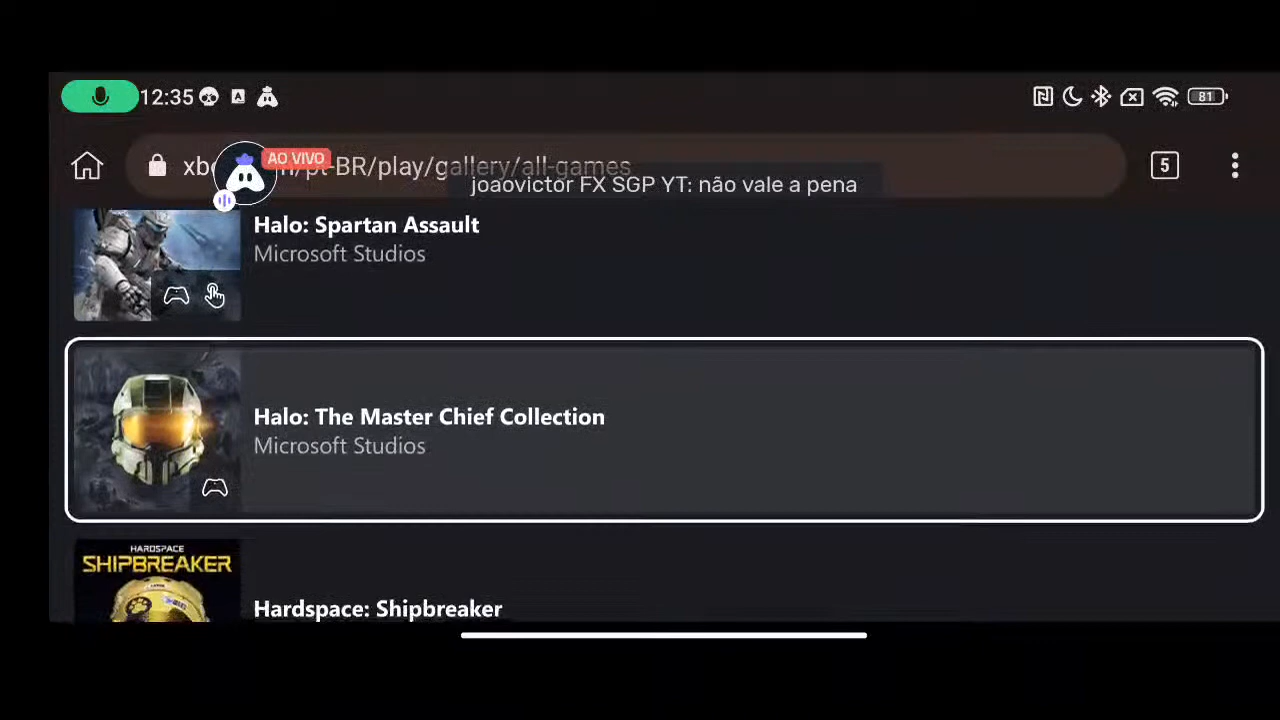 12:35
81
xb
n/pt-BR/play/gallery/all-games
AO VIVO
5
joaovictor FX SGP YT: não vale a pena
Halo: Spartan Assault
Microsoft Studios
Halo: The Master Chief Collection
Microsoft Studios
HARDSPACE
SHIPBREAKER
Hardspace: Shipbreaker